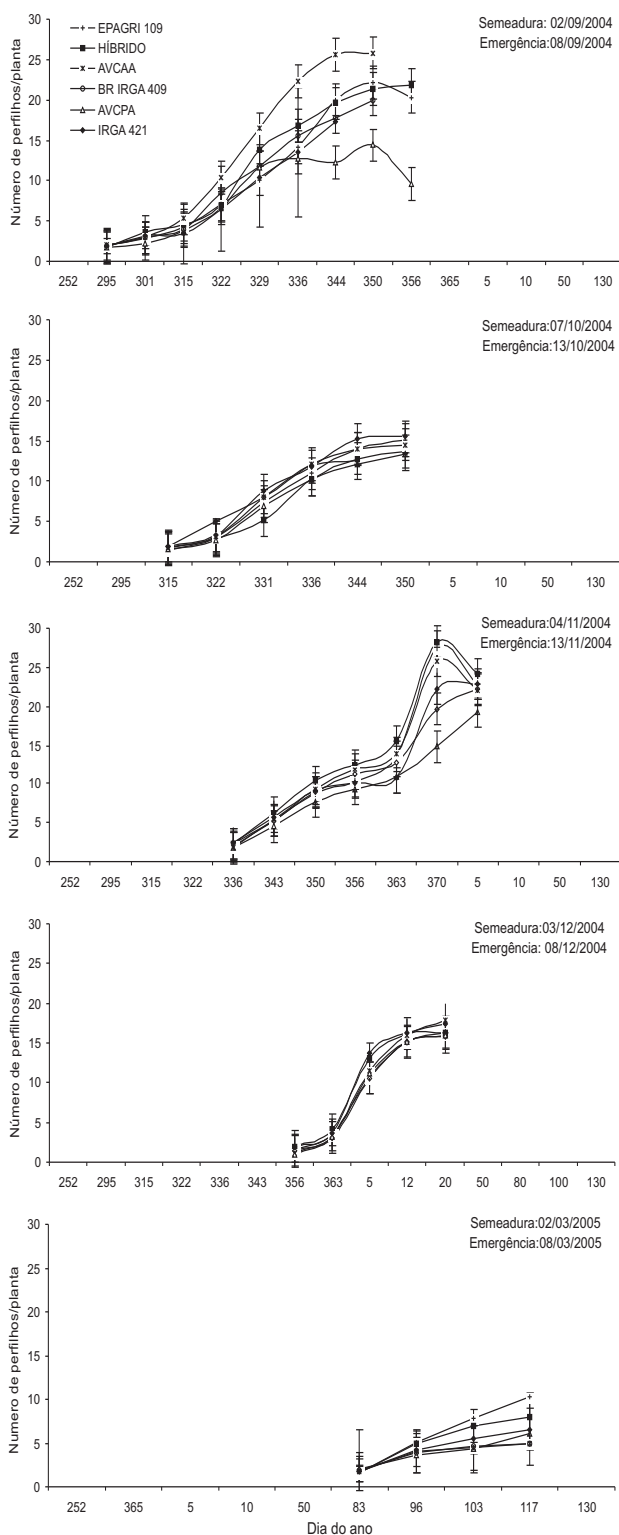 Número de perfilhos/planta
30
25
20
15
10
5
0
EPAGRI 109
HÍBRIDO
AVCAA
BR IRGA 409
AVCPA
IRGA 421
Semeadura: 02/09/2004
Emergência:08/09/2004
252 295 301 315 322 329 336 344 350 356 365 5 10 50 130
Número de perfilhos/planta
30
25
20
15
10
5
0
Semeadura:07/10/2004
Emergência:13/10/2004
252 295 315 322 331 336 344 350 5 10 50 130
Número de perfilhos/planta
30
25
20
15
10
5
0
Semeadura:04/11/2004
Emergência:13/11/2004
252 295 315 322 336 343 350 356 363 370 5 10 50 130
Número de perfilhos/planta
30
25
20
15
10
5
0
Semeadura:03/12/2004
Emergência: 08/12/2004
252 295 315 322 336 343 356 363 5 12 20 50 80 100 130
Número de perfilhos/planta
30
25
20
15
10
5
0
Semeadura:02/03/2005
Emergência:08/03/2005
252 365 5 10 50 83 96 103 117 130
Dia do ano